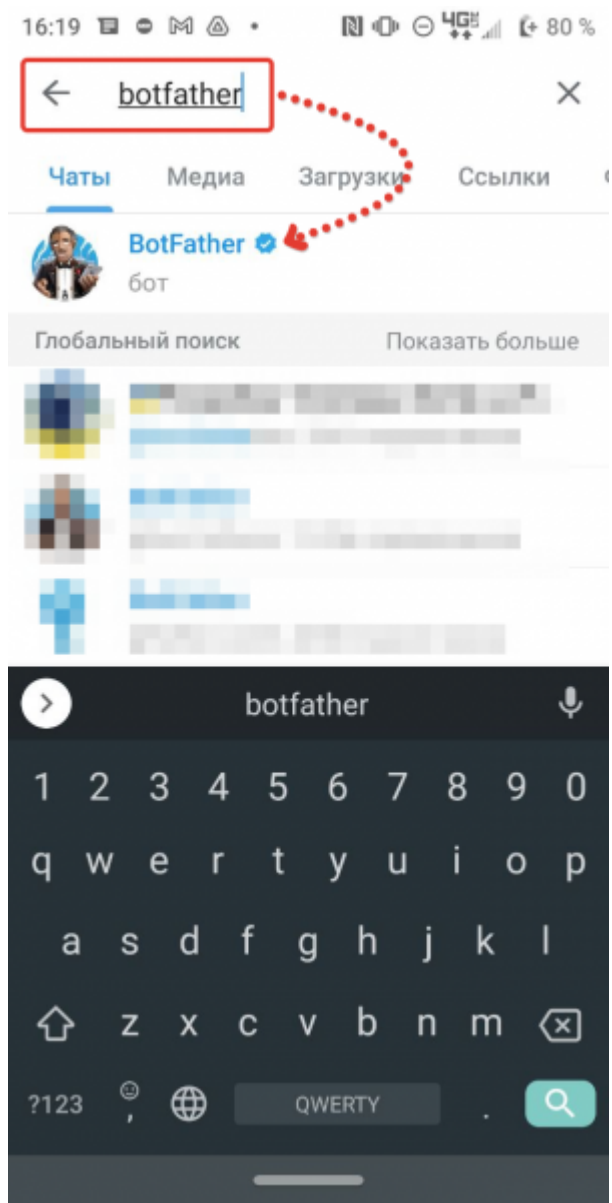 16:19 4G 80 %
botfather
Чаты Медиа Загрузки Ссылки
BotFather
бот
Глобальный поиск Показать больше
botfather
1 2 3 4 5 6 7 8 9 0
q w e r t y u i o p
a s d f g h j k l
z x c v b n m
?123 , QWERTY .